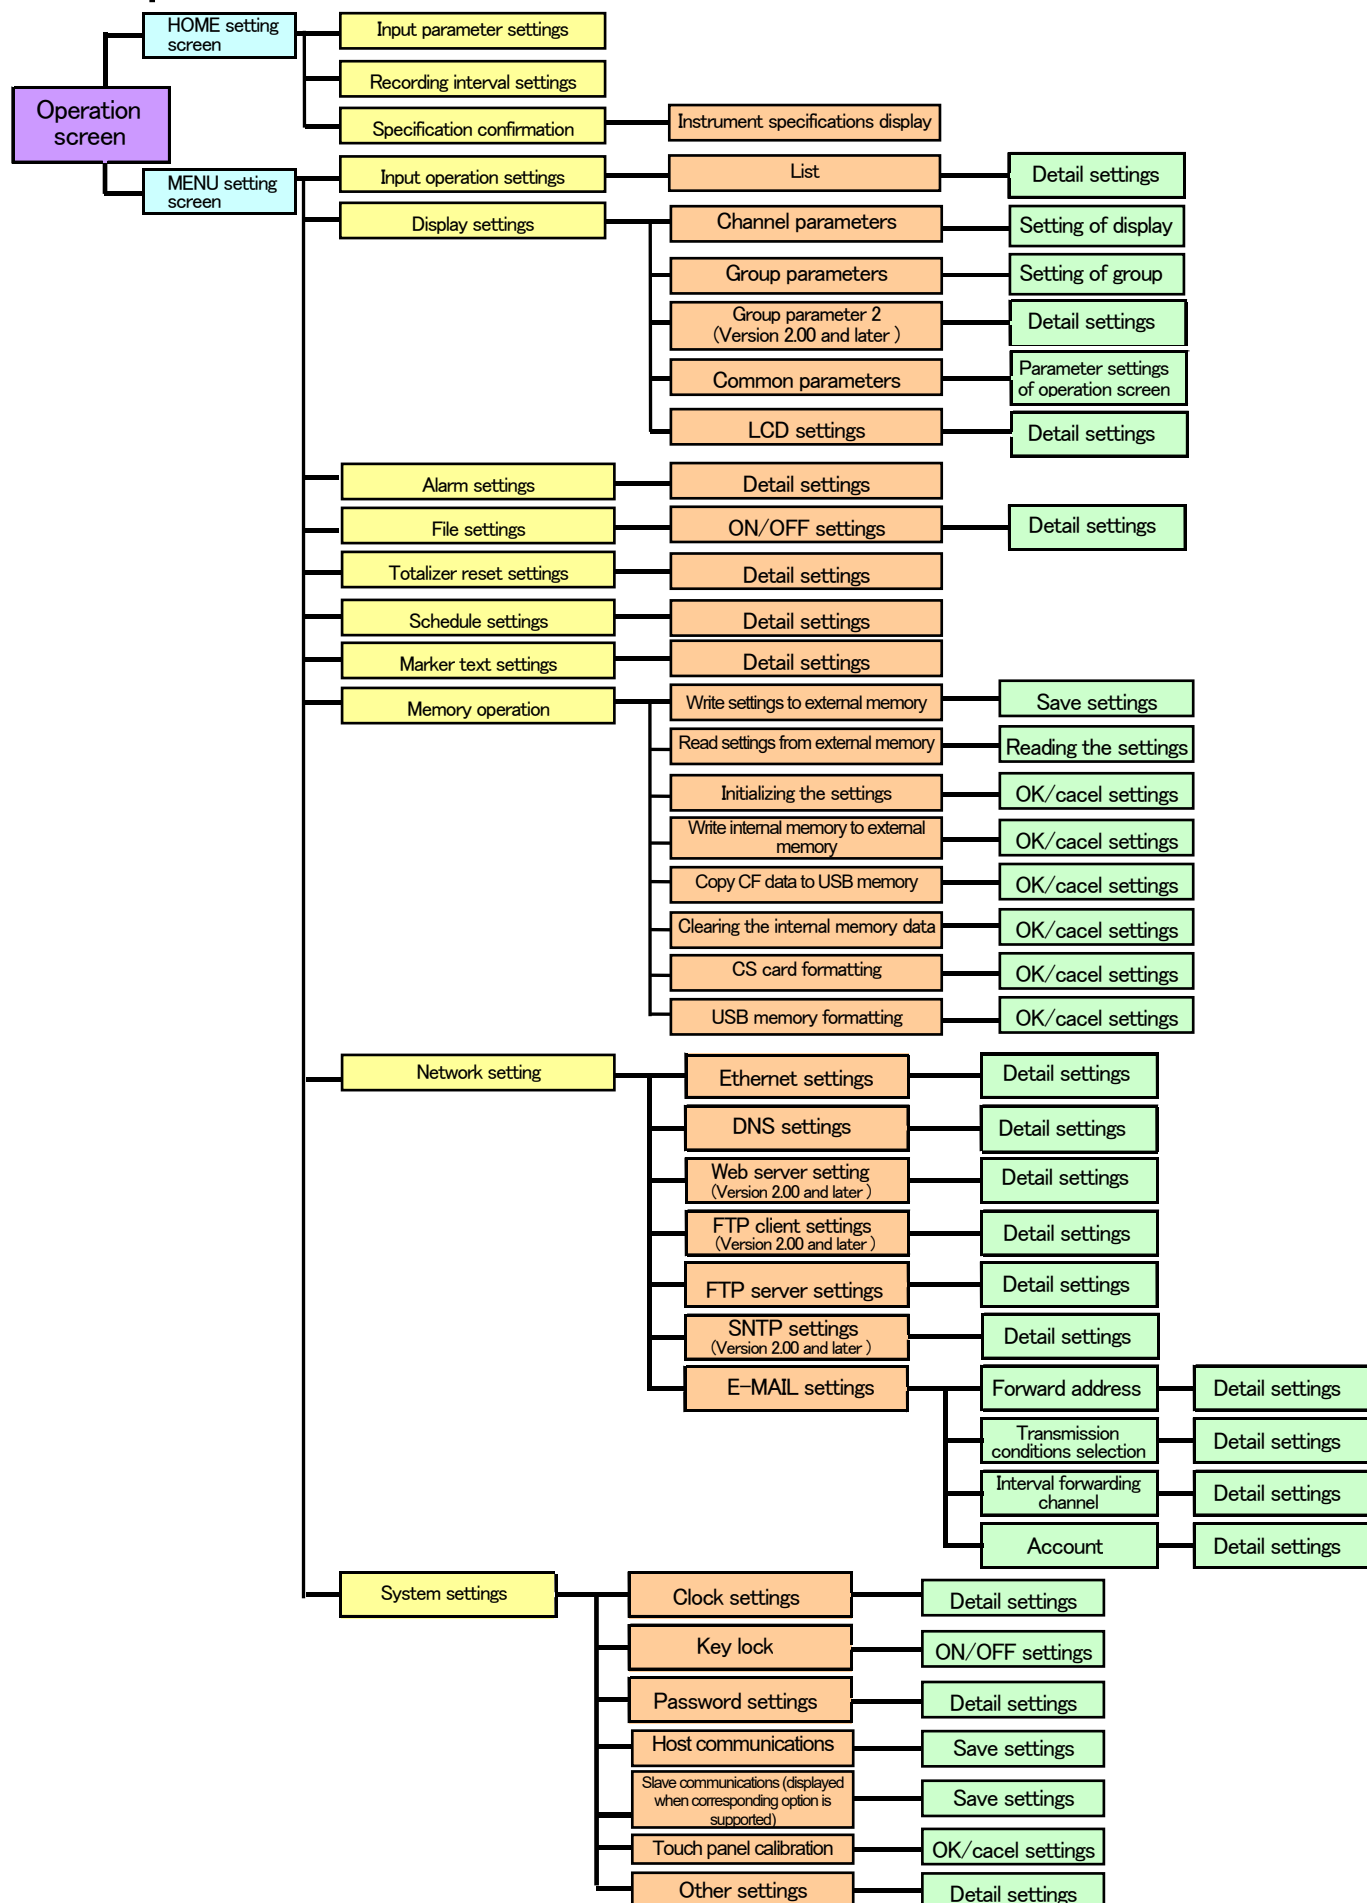 HOME setting
screen
Input parameter settings
Recording interval settings
Operation
screen
Specification confirmation
Instrument specifications display
MENU setting
screen
Input operation settings
List
Detail settings
Display settings
Channel parameters
Setting of display
Group parameters
Setting of group
Group parameter 2
(Version 2.00 and later )
Detail settings
Common parameters
Parameter settings
of operation screen
LCD settings
Detail settings
Alarm settings
Detail settings
File settings
ON/OFF settings
Detail settings
Totalizer reset settings
Detail settings
Schedule settings
Detail settings
Marker text settings
Detail settings
Memory operation
Write settings to external memory
Save settings
Read settings from external memory
Reading the settings
Initializing the settings
OK/cacel settings
Write internal memory to external
memory
OK/cacel settings
Copy CF data to USB memory
OK/cacel settings
Clearing the internal memory data
OK/cacel settings
CS card formatting
OK/cacel settings
USB memory formatting
OK/cacel settings
Network setting
Ethernet settings
Detail settings
DNS settings
Detail settings
Web server setting
(Version 2.00 and later )
Detail settings
FTP client settings
(Version 2.00 and later )
Detail settings
FTP server settings
Detail settings
SNTP settings
(Version 2.00 and later )
Detail settings
E-MAIL settings
Forward address
Detail settings
Transmission
conditions selection
Detail settings
Interval forwarding
channel
Detail settings
Account
Detail settings
System settings
Clock settings
Detail settings
Key lock
ON/OFF settings
Password settings
Detail settings
Host communications
Save settings
Slave communications (displayed
when corresponding option is
supported)
Save settings
Touch panel calibration
OK/cacel settings
Other settings
Detail settings